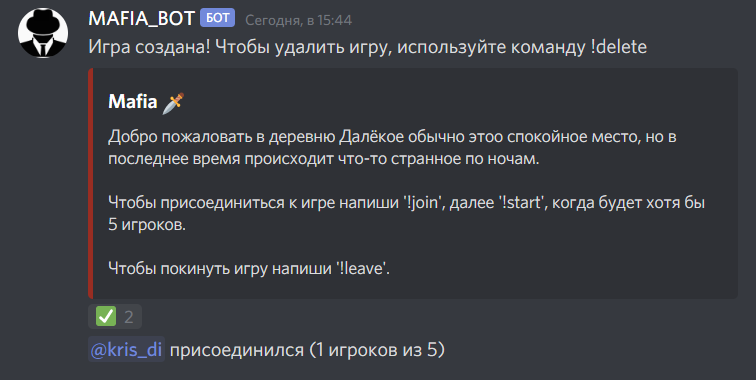 MAFIA_BOT БОТ Сегодня, в 15:44
Игра создана! Чтобы удалить игру, используйте команду !delete
Mafia
Добро пожаловать в деревню Далёкое обычно этоо спокойное место, но в
последнее время происходит что-то странное по ночам.
Чтобы присоединиться к игре напиши '!join', далее '!start', когда будет хотя бы
5 игроков.
Чтобы покинуть игру напиши '!leave'.
2
@kris_di присоединился (1 игроков из 5)